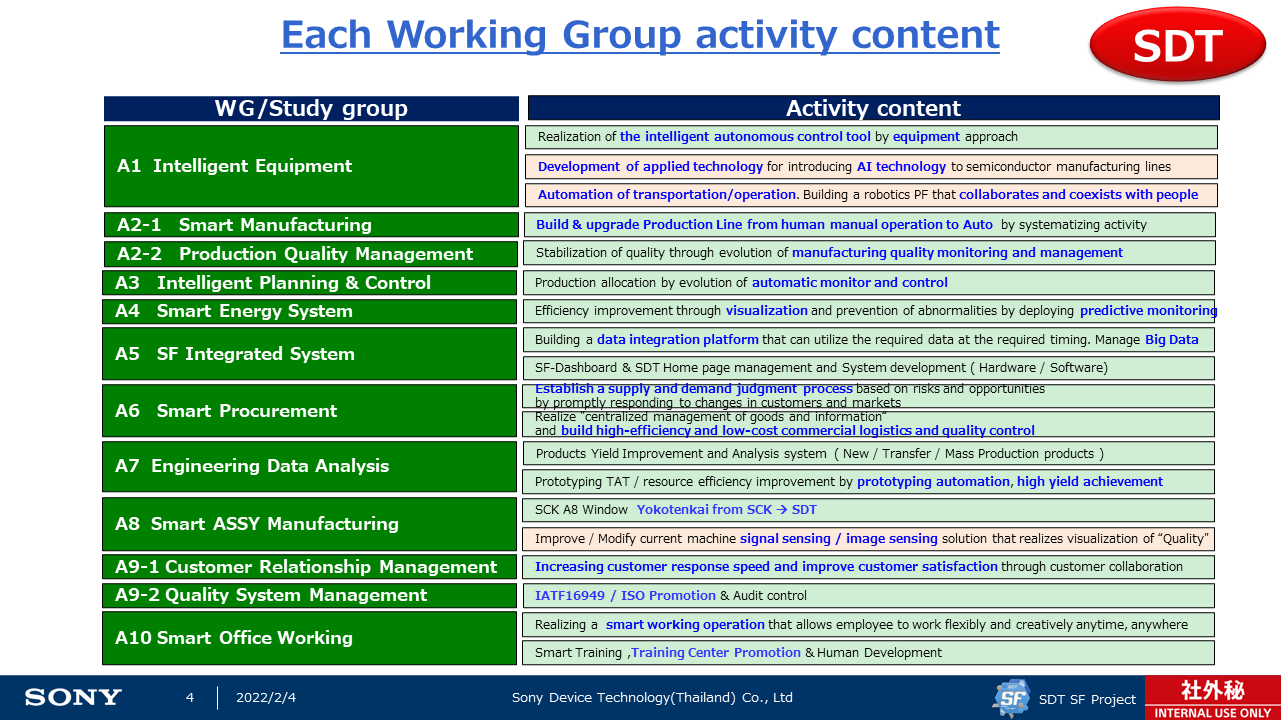 Each Working Group activity content
SDT
WG/Study group
Activity content
A1 Intelligent Equipment
Realization of the intelligent autonomous control tool by equipment approach
Development of applied technology for introducing AI technology to semiconductor manufacturing lines
Automation of transportation/operation. Building a robotics PF that collaborates and coexists with people
A2-1 Smart Manufacturing
Build & upgrade Production Line from human manual operation to Auto by systematizing activity
A2-2 Production Quality Management
Stabilization of quality through evolution of manufacturing quality monitoring and management
A3 Intelligent Planning & Control
Production allocation by evolution of automatic monitor and control
A4 Smart Energy System
Efficiency improvement through visualization and prevention of abnormalities by deploying predictive monitoring
A5 SF Integrated System
Building a data integration platform that can utilize the required data at the required timing. Manage Big Data
SF-Dashboard & SDT Home page management and System development ( Hardware / Software)
A6 Smart Procurement
Establish a supply and demand judgment process based on risks and opportunities
by promptly responding to changes in customers and markets
Realize "centralized management of goods and information"
and build high-efficiency and low-cost commercial logistics and quality control
A7 Engineering Data Analysis
Products Yield Improvement and Analysis system ( New / Transfer / Mass Production products )
Prototyping TAT / resource efficiency improvement by prototyping automation, high yield achievement
A8 Smart ASSY Manufacturing
SCK A8 Window Yokotenkai from SCK → SDT
Improve / Modify current machine signal sensing / image sensing solution that realizes visualization of “Quality"
A9-1 Customer Relationship Management
Increasing customer response speed and improve customer satisfaction through customer collaboration
A9-2 Quality System Management
IATF16949 / ISO Promotion & Audit control
A10 Smart Office Working
Realizing a smart working operation that allows employee to work flexibly and creatively anytime, anywhere
Smart Training ,Training Center Promotion & Human Development
SONY
4
2022/2/4
Sony Device Technology(Thailand) Co., Ltd
SDT
SF
SDT SF Project
社外秘
INTERNAL USE ONLY